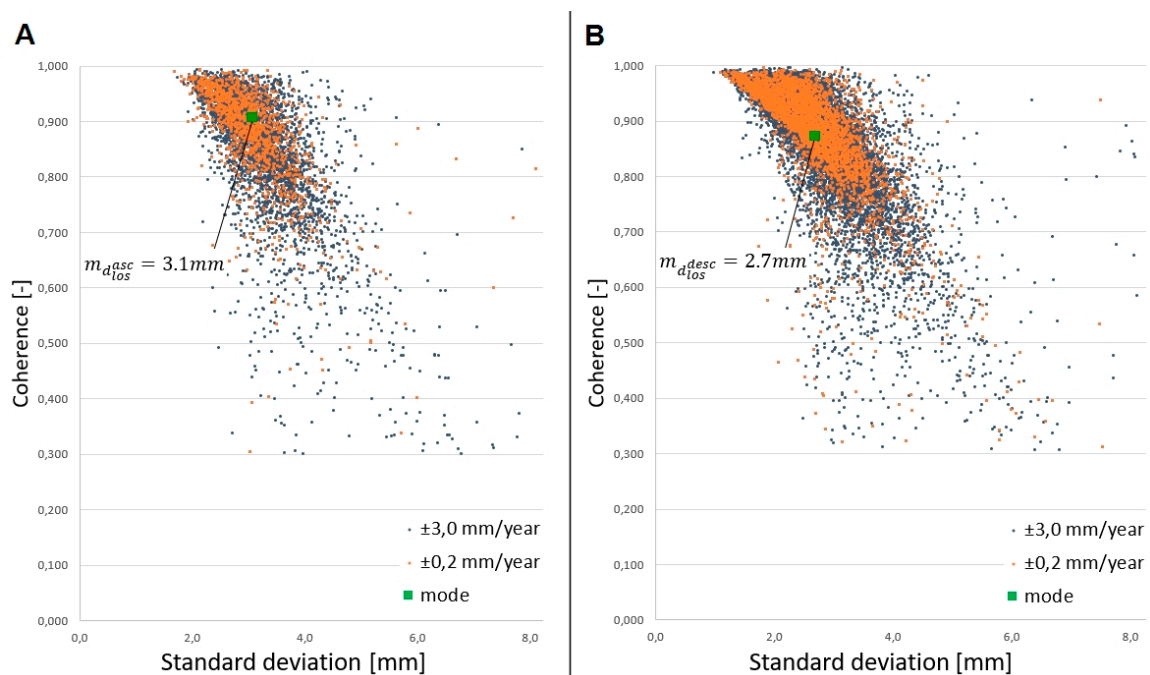 A
1,000
0,900
0,800
0,700
0,600
0,500
0,400
0,300
0,200
0,100
0,000
Coherence [-]
m_{d_{los}^{asc}} = 3.1mm
±3,0 mm/year
±0,2 mm/year
mode
0,0 2,0 4,0 6,0 8,0
Standard deviation [mm]
B
1,000
0,900
0,800
0,700
0,600
0,500
0,400
0,300
0,200
0,100
0,000
Coherence [-]
m_{d_{los}^{desc}} = 2.7mm
±3,0 mm/year
±0,2 mm/year
mode
0,0 2,0 4,0 6,0 8,0
Standard deviation [mm]